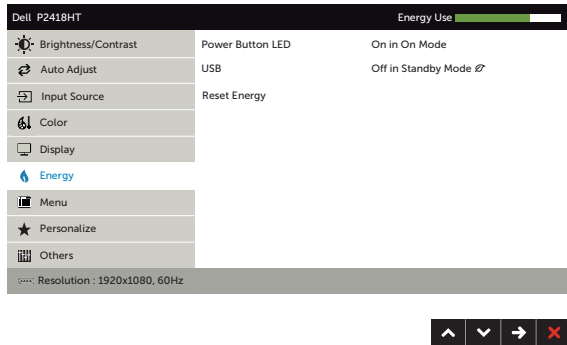 Dell P2418HT Energy Use
Brightness/Contrast Power Button LED On in On Mode
Auto Adjust USB Off in Standby Mode
Input Source Reset Energy
Color
Display
Energy
Menu
Personalize
Others
Resolution : 1920x1080, 60Hz